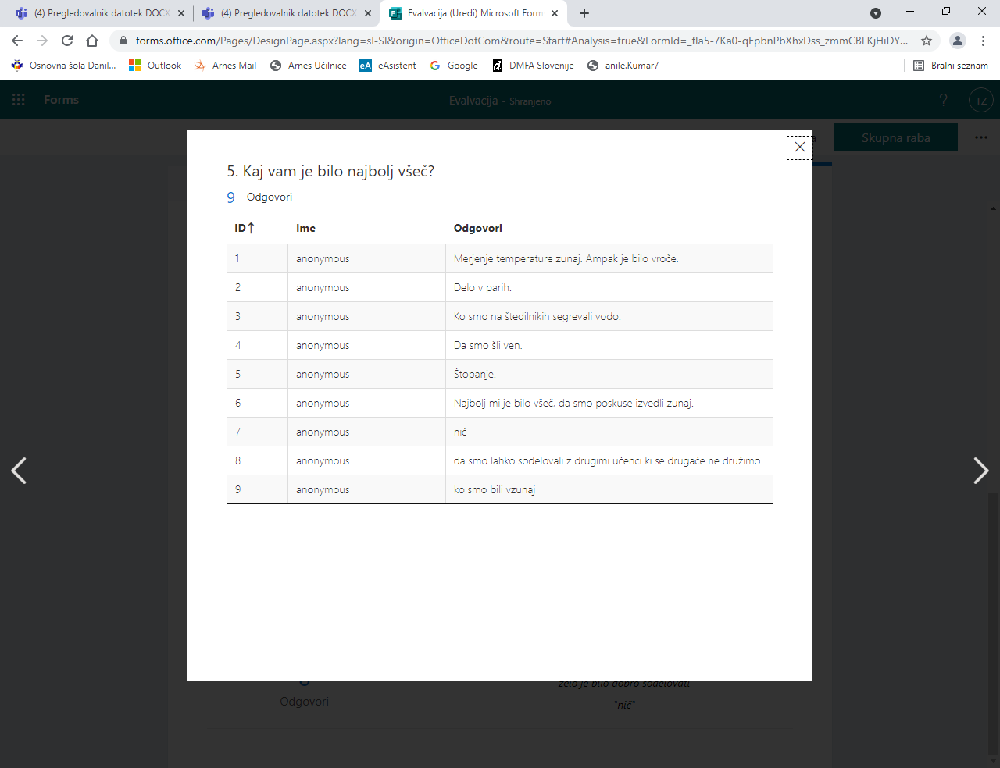 (4) Pregledovalnik datotek DOCX
(4) Pregledovalnik datotek DOCX
Evalvacija (Uredi) Microsoft Form
forms.office.com/Pages/DesignPage.aspx?lang=sl-SI&origin=OfficeDotCom&route=Start#Analysis=true&FormId=_fla5-7Ka0-qEpbnPbXhxDss_zmmCBFKjHiDY...
Osnovna šola Danil...
Outlook
Arnes Mail
Arnes Učilnice
eA eAsistent
Google
DMFA Slovenije
anile.Kumar7
Bralni seznam
Forms
Evalvacija - Shranjeno
?
TZ
Skupna raba
5. Kaj vam je bilo najbolj všeč?
9 Odgovori
ID↑ Ime Odgovori
1 anonymous Merjenje temperature zunaj. Ampak je bilo vroče.
2 anonymous Delo v parih.
3 anonymous Ko smo na štedilnikih segrevali vodo.
4 anonymous Da smo šli ven.
5 anonymous Štopanje.
6 anonymous Najbolj mi je bilo všeč, da smo poskuse izvedli zunaj.
7 anonymous nič
8 anonymous da smo lahko sodelovali z drugimi učenci ki se drugače ne družimo
9 anonymous ko smo bili vzunaj
zelo je bilo dobro sodelovati"
Odgovori
"nič"